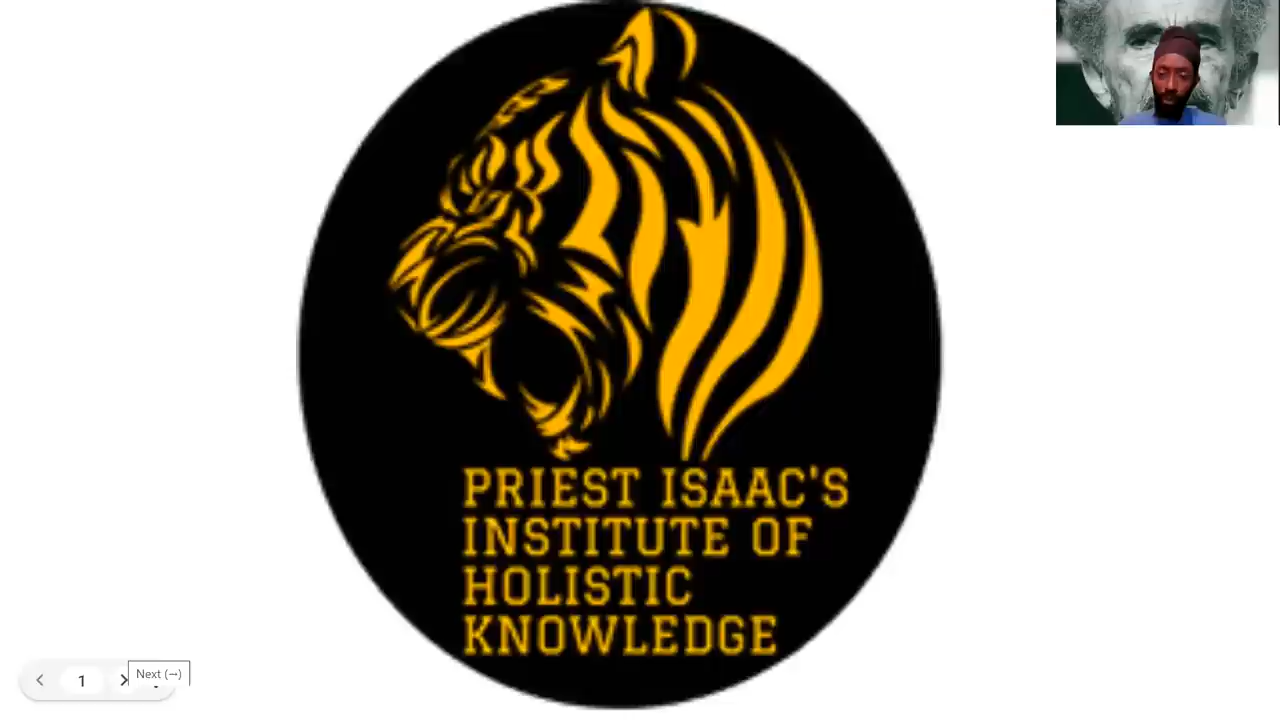 PRIEST ISAAC'S
INSTITUTE OF
HOLISTIC
KNOWLEDGE
1
Next (→)